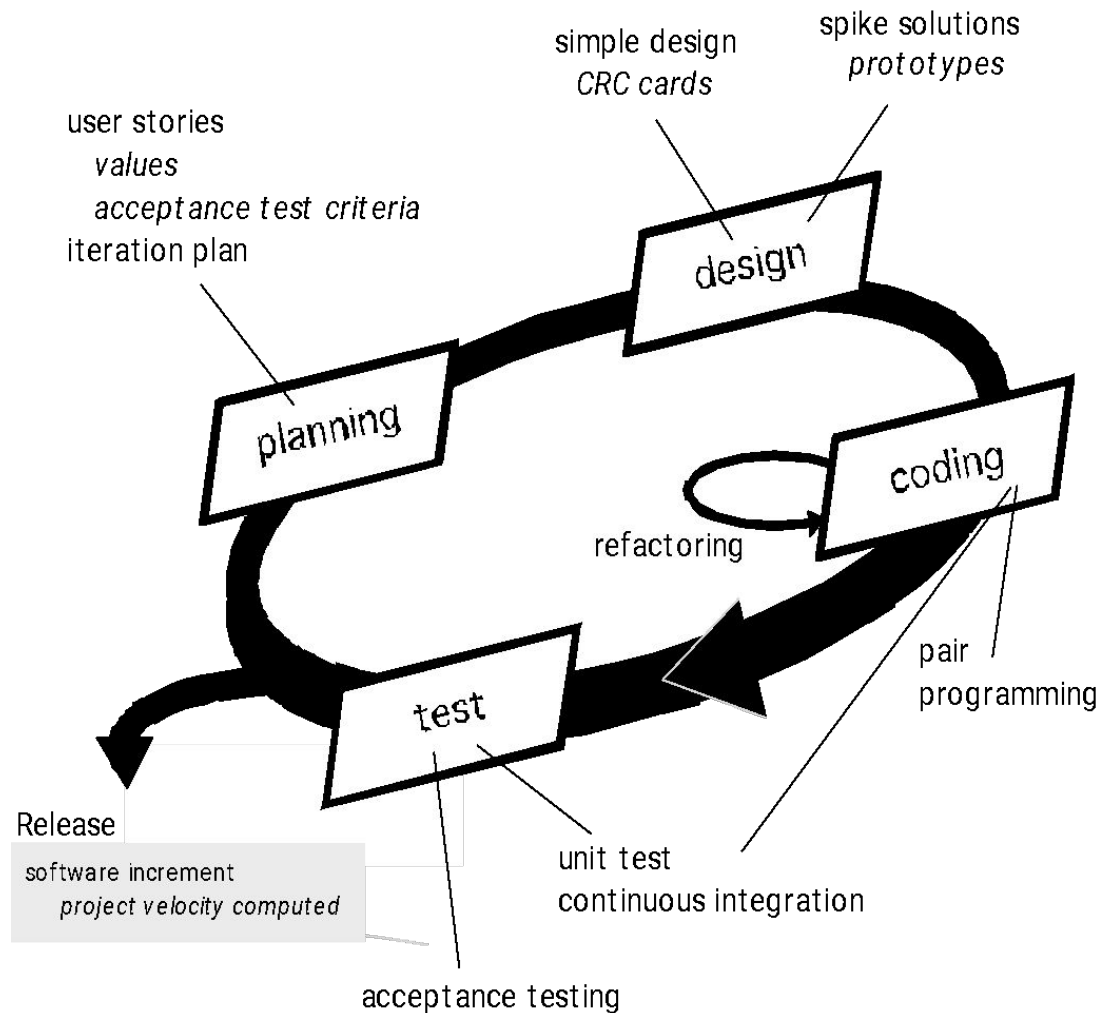 spike solutions
prototypes
simple design
CRC cards
user stories
values
acceptance test criteria
iteration plan
design
planning
coding
refactoring
test
pair
programming
Release
software increment
project velocity computed
unit test
continuous integration
acceptance testing